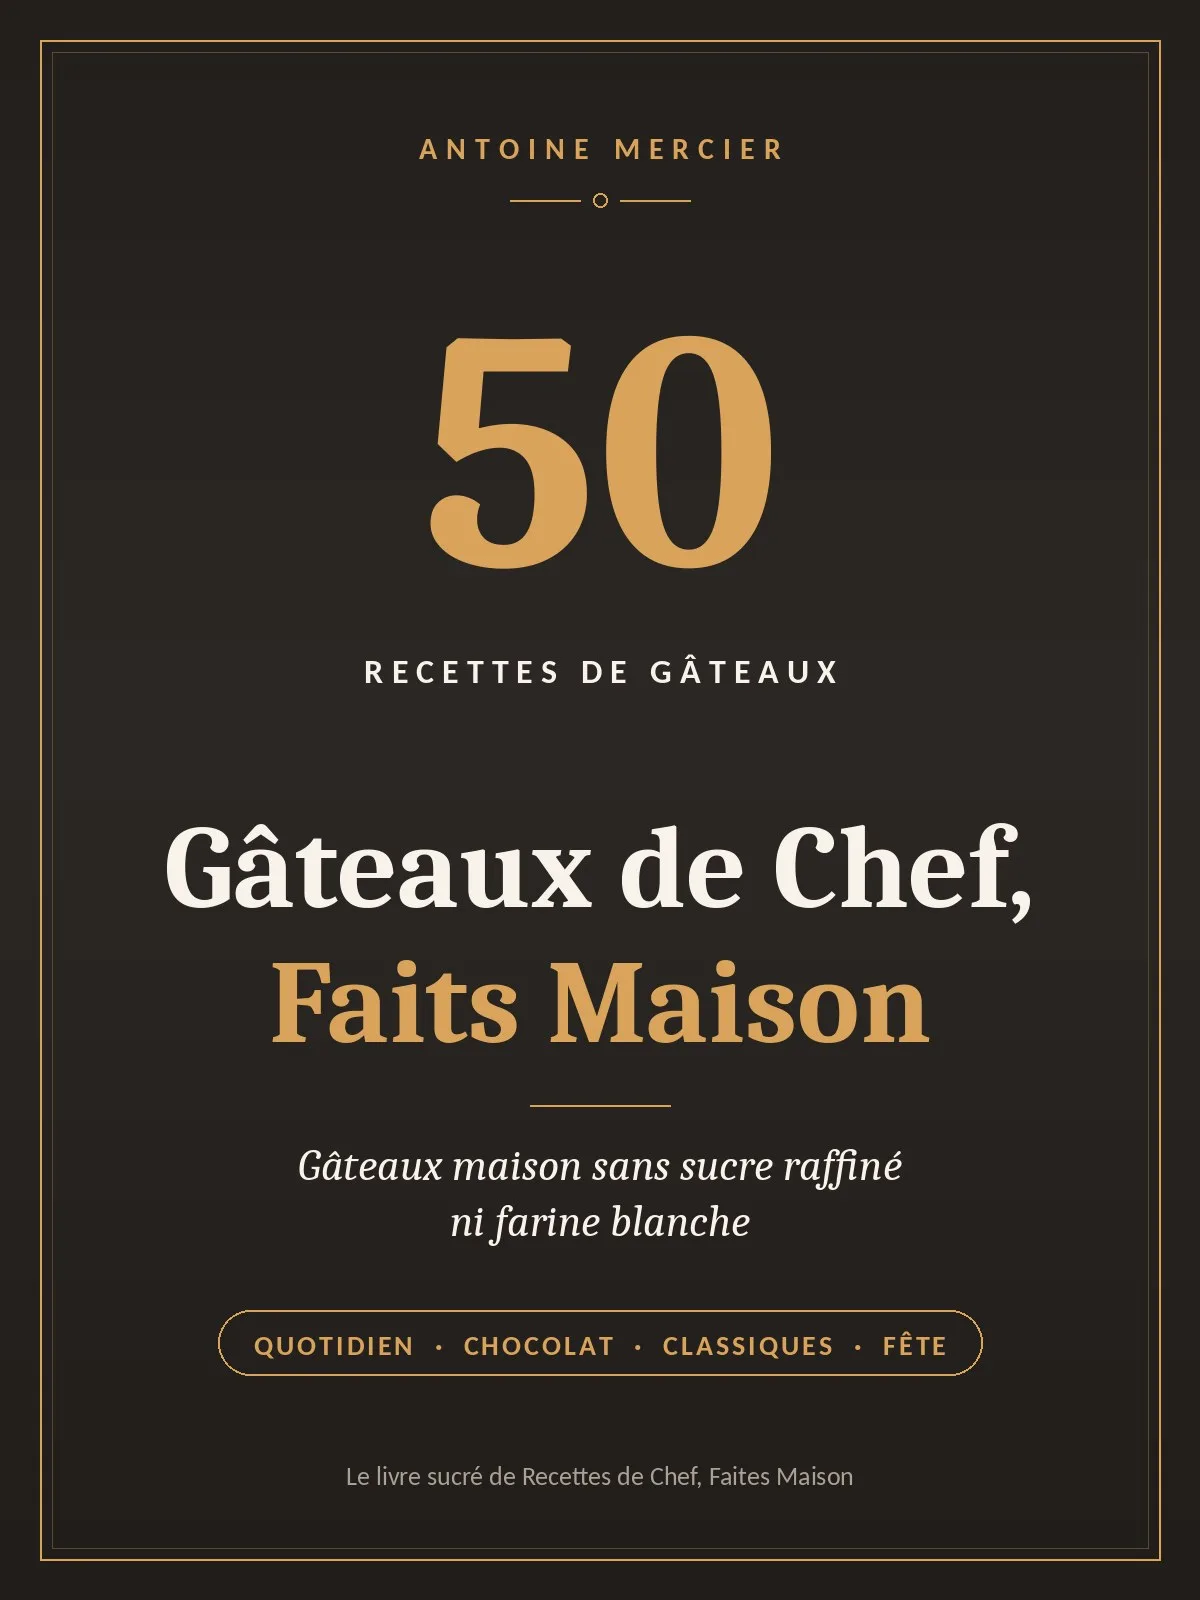 ANTOINE MERCIER
50
RECETTES DE GÂTEAUX
Gâteaux de Chef,
Faits Maison
Gâteaux maison sans sucre raffiné
ni farine blanche
QUOTIDIEN · CHOCOLAT · CLASSIQUES · FÊTE
Le livre sucré de Recettes de Chef, Faites Maison